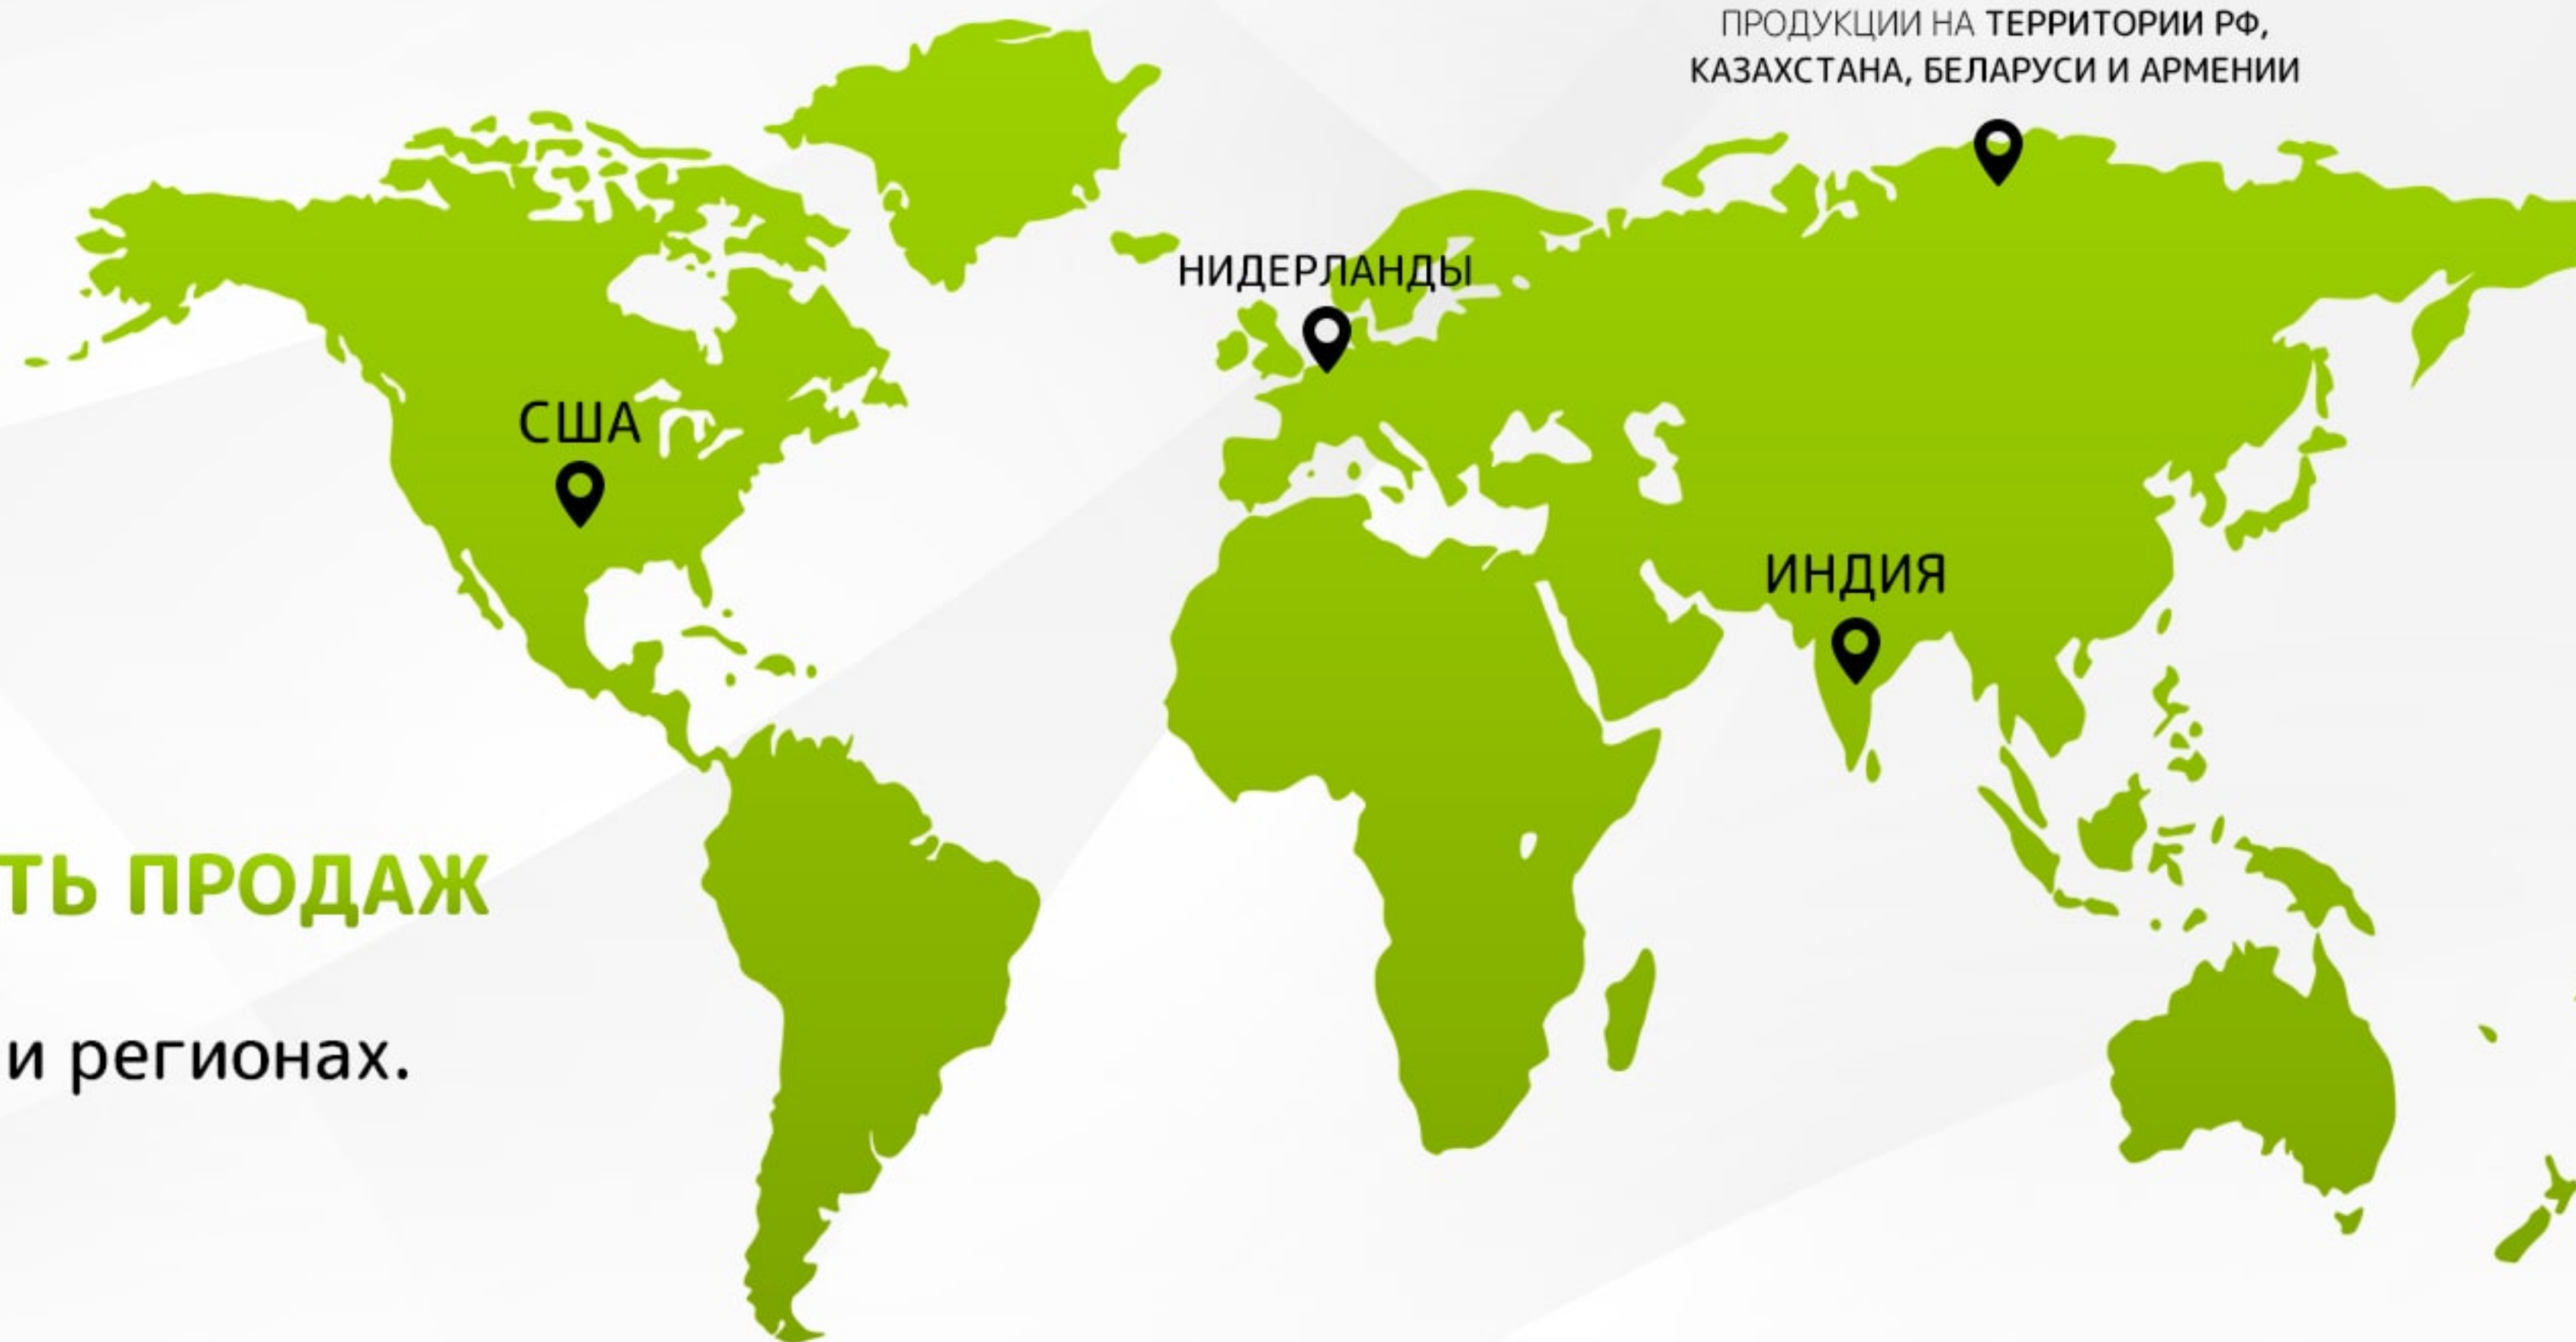 ПРОДУКЦИИ НА ТЕРРИТОРИИ РФ,
КАЗАХСТАНА, БЕЛАРУСИ И АРМЕНИИ
НИДЕРЛАНДЫ
США
ИНДИЯ
ТЬ ПРОДАЖ
и регионах.